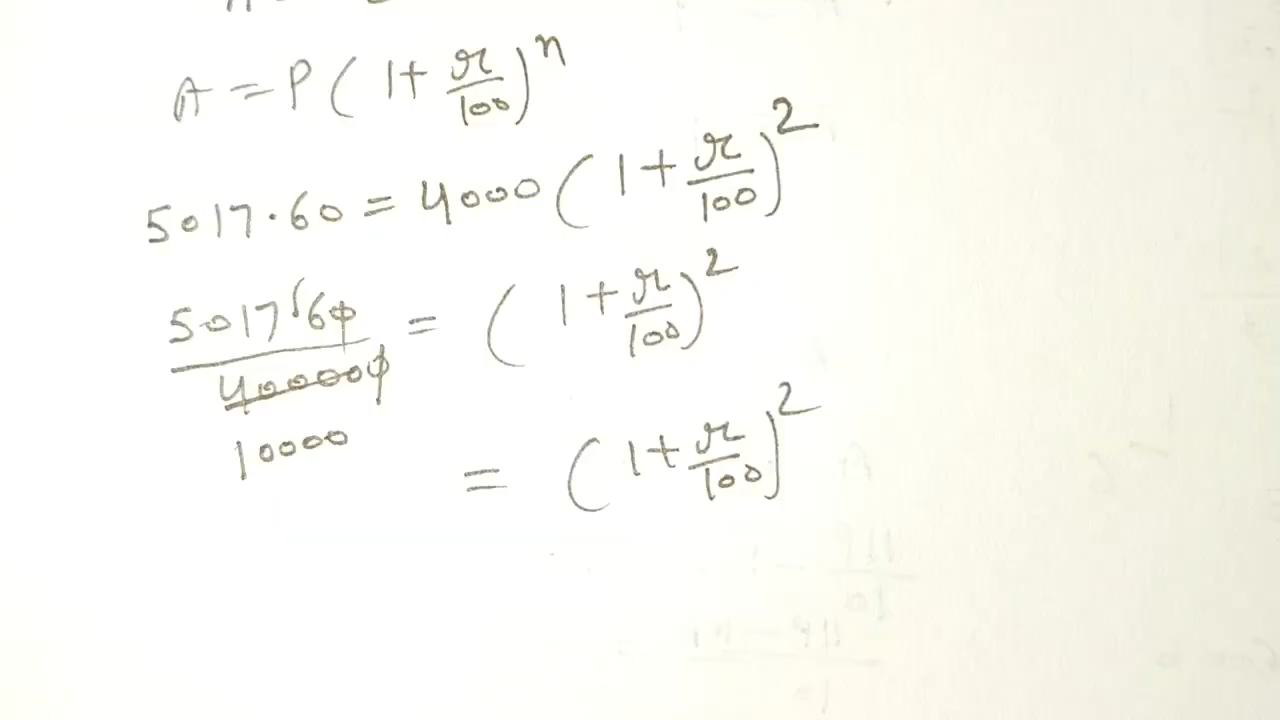 A = P(1+r/100)^n
5017.60 = 4000(1+r/100)^2
501760/400000 = (1+r/100)^2
10000
= (1+r/100)^2